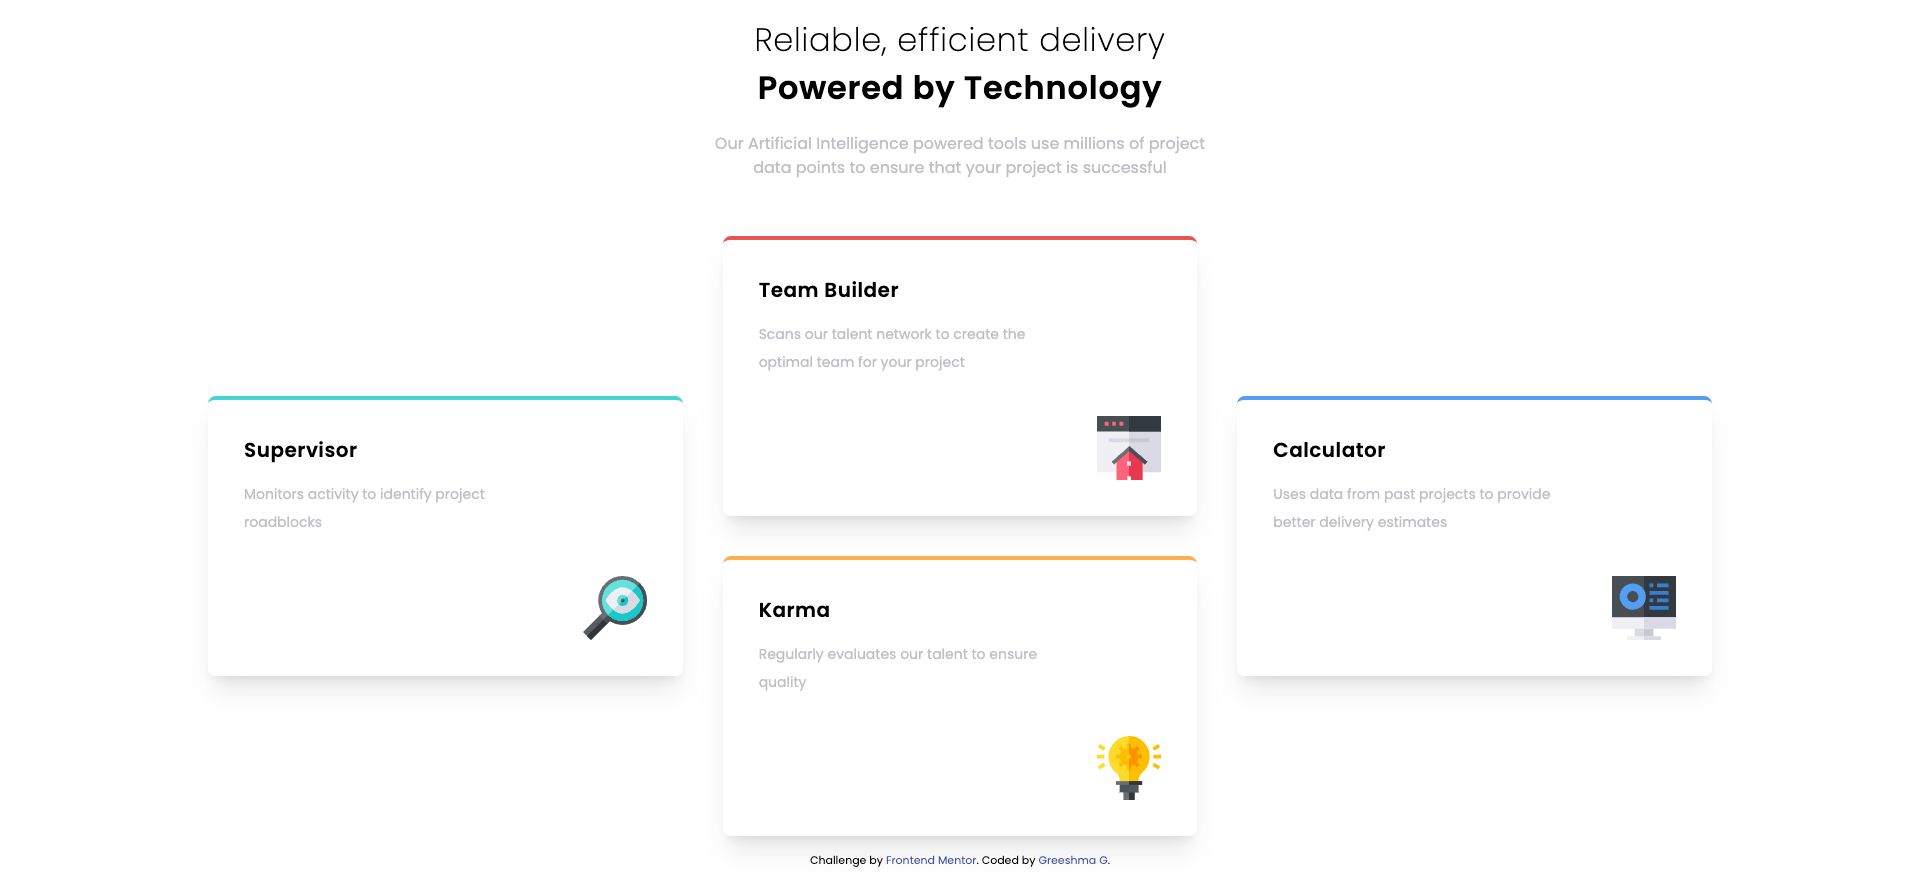 Reliable, efficient delivery
Powered by Technology
Our Artificial Intelligence powered tools use millions of project
data points to ensure that your project is successful
Supervisor
Monitors activity to identify project
roadblocks
Team Builder
Scans our talent network to create the
optimal team for your project
Karma
Regularly evaluates our talent to ensure
quality
Calculator
Uses data from past projects to provide
better delivery estimates
Challenge by Frontend Mentor. Coded by Greeshma G.